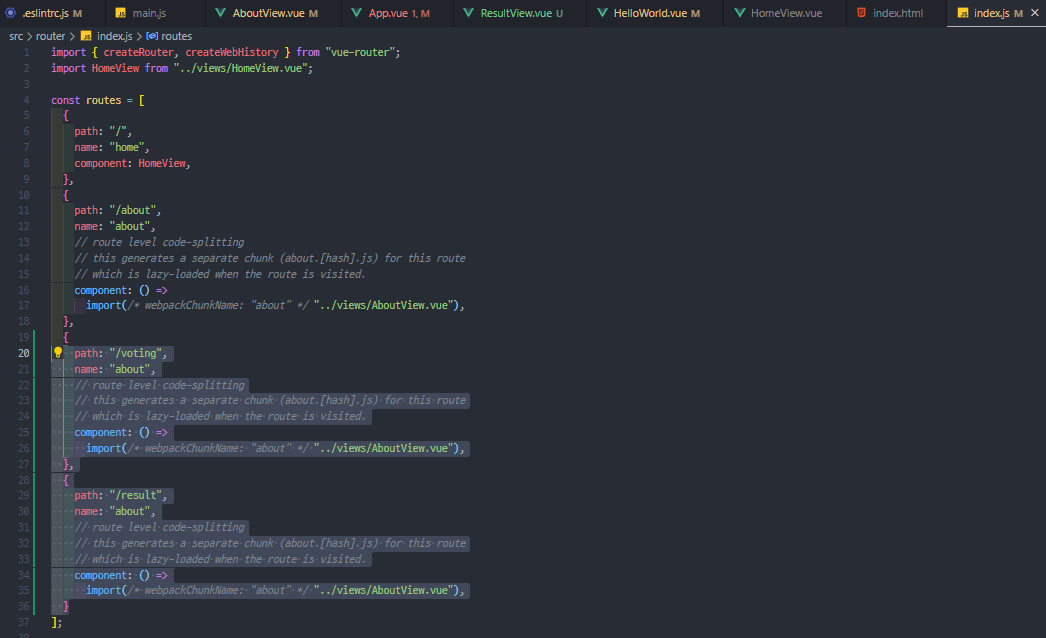 .eslintrc.js M main.js AboutView.vue M App.vue 1, M ResultView.vue U HelloWorld.vue M HomeView.vue index.html index.js M
src > router > index.js > routes
1 import { createRouter, createWebHistory } from "vue-router";
2 import HomeView from "../views/HomeView.vue";
3
4 const routes = [
5 {
6 path: "/",
7 name: "home",
8 component: HomeView,
9 },
10 {
11 path: "/about",
12 name: "about",
13 // route level code-splitting
14 // this generates a separate chunk (about.[hash].js) for this route
15 // which is lazy-loaded when the route is visited.
16 component: () =>
17 import(/* webpackChunkName: "about" */ "../views/AboutView.vue"),
18 },
19 {
20 path: "/voting",
21 name: "about",
22 // route level code-splitting
23 // this generates a separate chunk (about.[hash].js) for this route
24 // which is lazy-loaded when the route is visited.
25 component: () =>
26 import(/* webpackChunkName: "about" */ "../views/AboutView.vue"),
27 },
28 {
29 path: "/result",
30 name: "about",
31 // route level code-splitting
32 // this generates a separate chunk (about.[hash].js) for this route
33 // which is lazy-loaded when the route is visited.
34 component: () =>
35 import(/* webpackChunkName: "about" */ "../views/AboutView.vue"),
36 }
37 ];
38